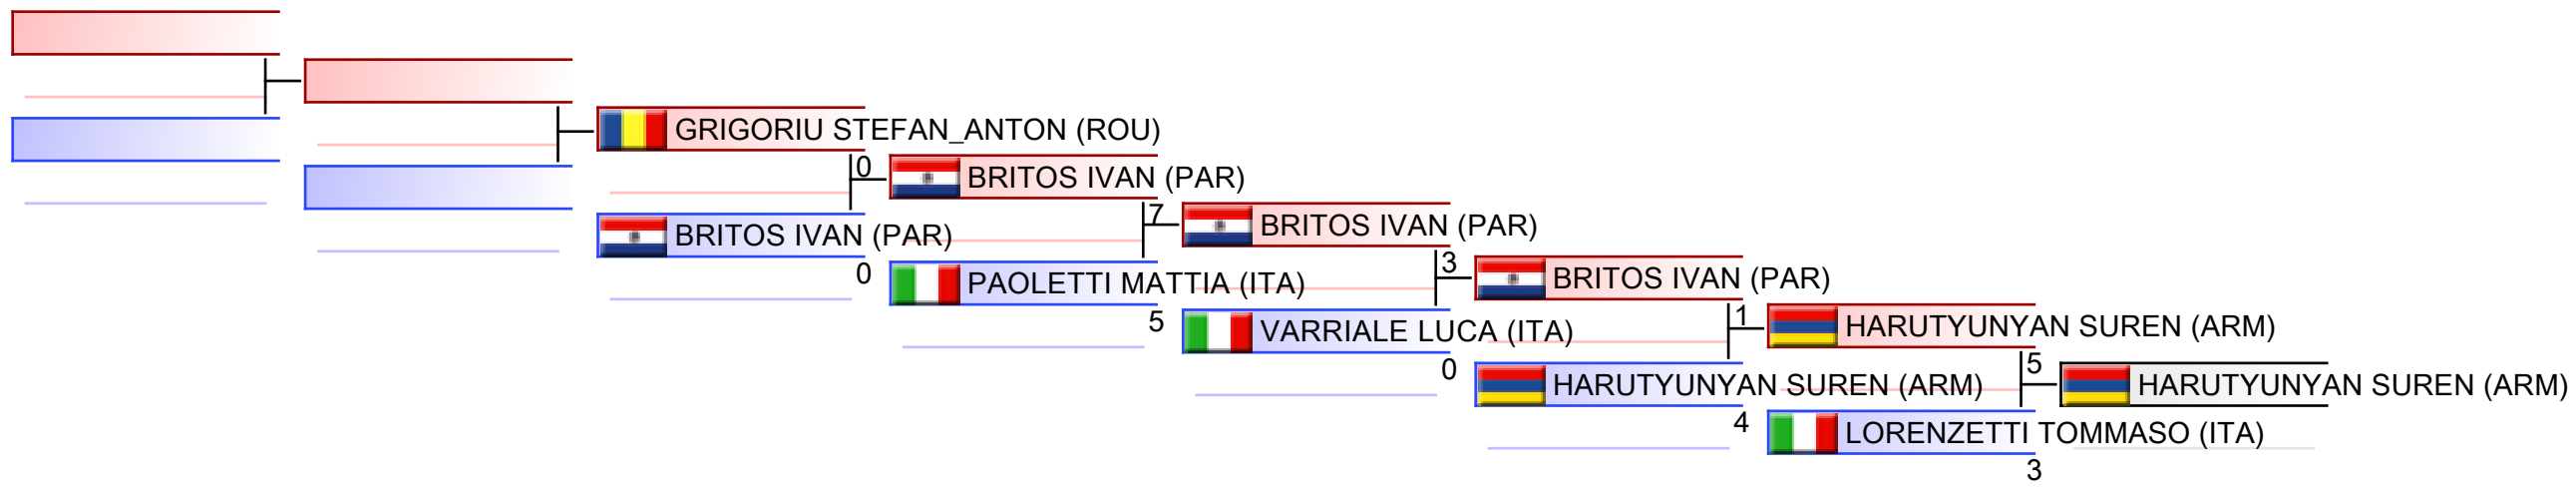 GRIGORIU STEFAN_ANTON (ROU)
0
BRITOS IVAN (PAR)
BRITOS IVAN (PAR)
0
7
BRITOS IVAN (PAR)
PAOLETTI MATTIA (ITA)
5
3
BRITOS IVAN (PAR)
VARRIALE LUCA (ITA)
0
1
HARUTYUNYAN SUREN (ARM)
HARUTYUNYAN SUREN (ARM)
4
5
HARUTYUNYAN SUREN (ARM)
LORENZETTI TOMMASO (ITA)
3